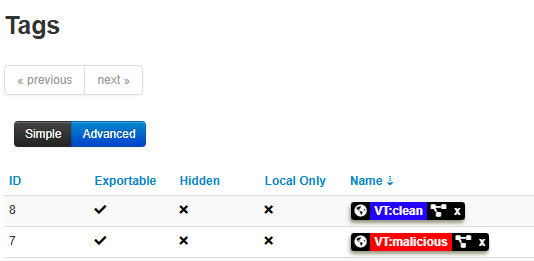 Tags
« previous next »
Simple Advanced
ID Exportable Hidden Local Only Name
8 VT:clean x
7 VT:malicious x